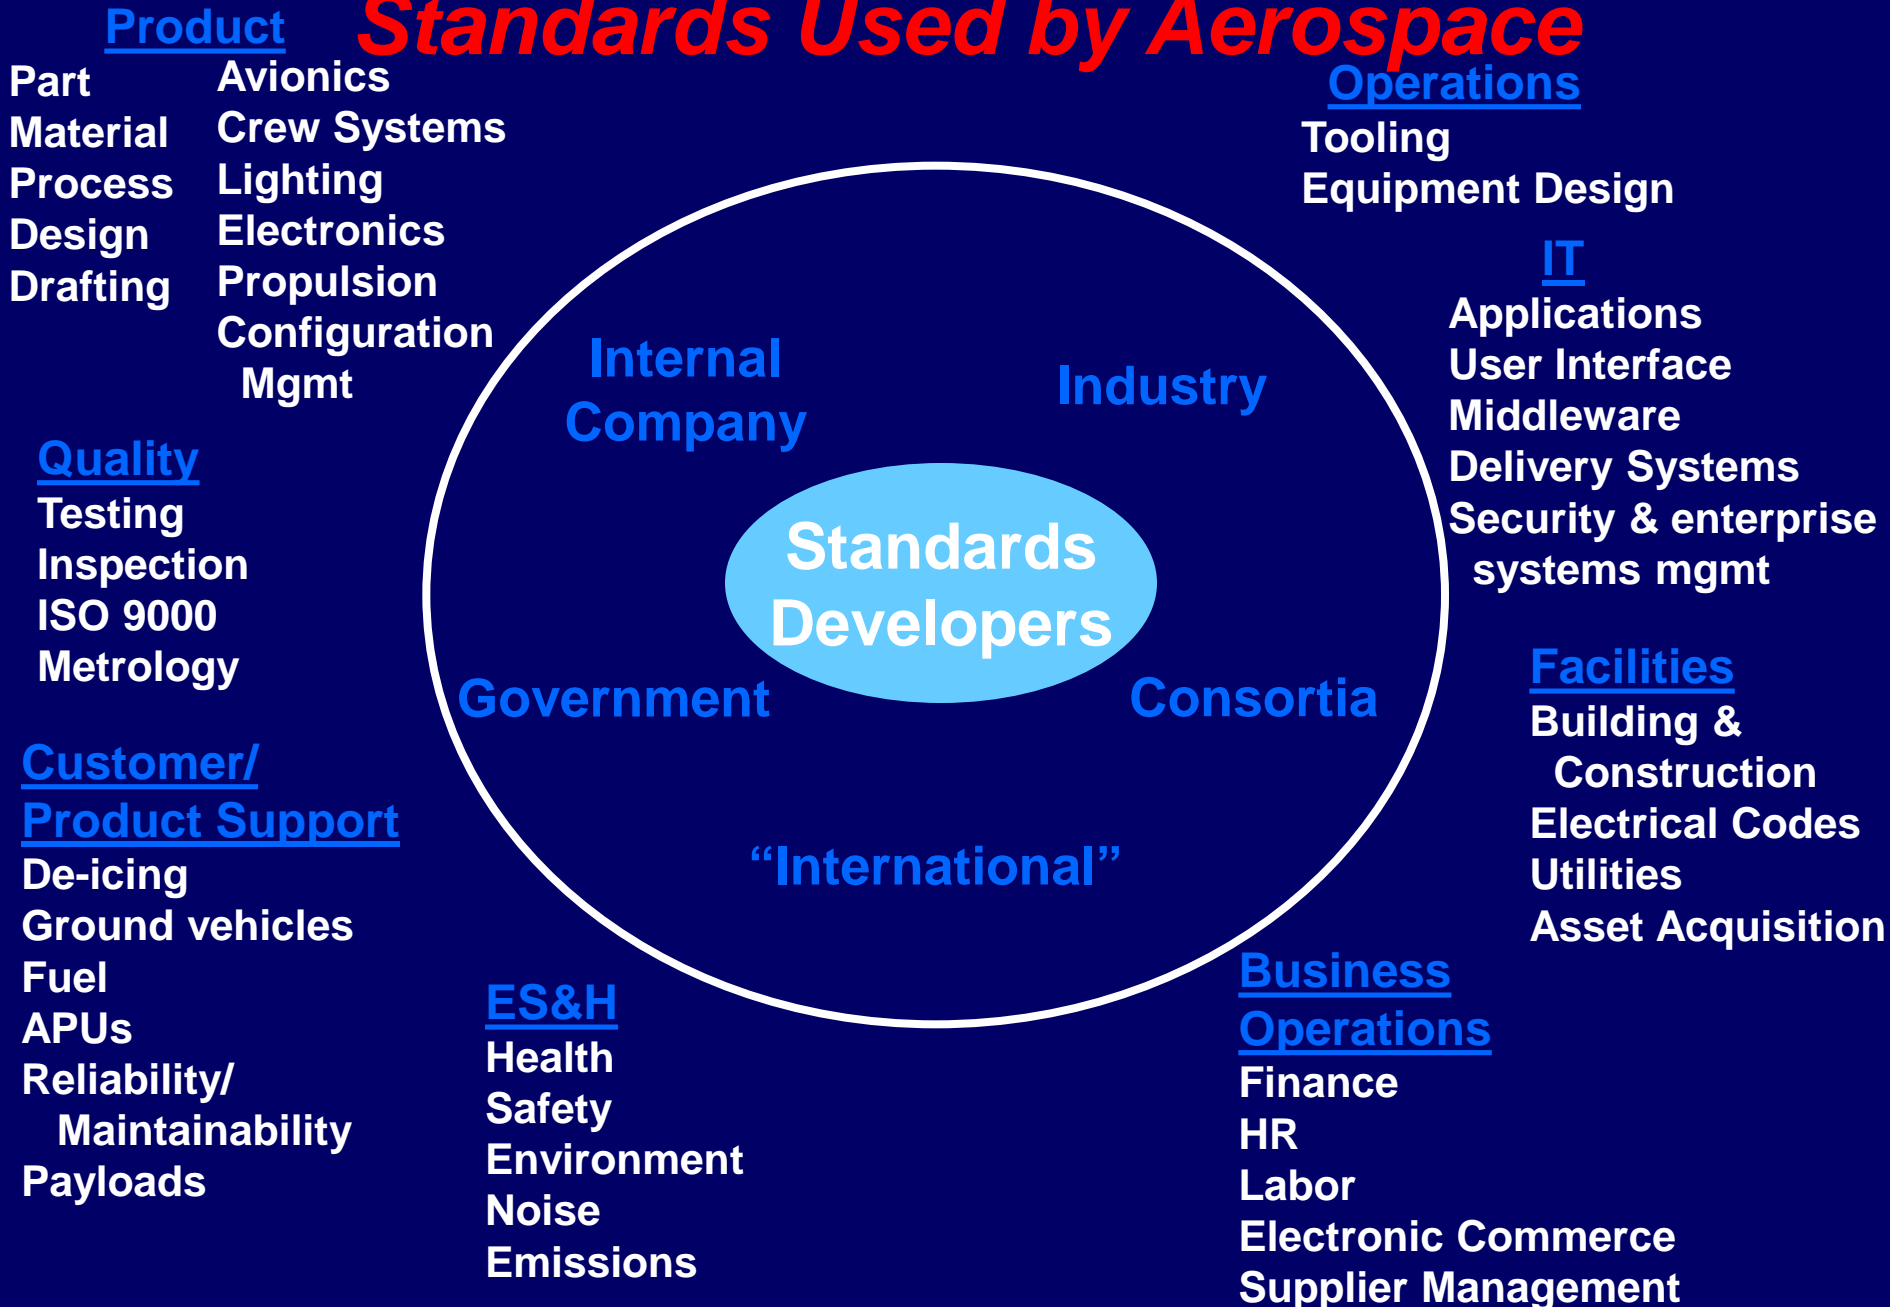 Standards Used by Aerospace
Product
Part
Material
Process
Design
Drafting
Avionics
Crew Systems
Lighting
Electronics
Propulsion
Configuration
Mgmt
Operations
Tooling
Equipment Design
IT
Applications
User Interface
Middleware
Delivery Systems
Security & enterprise
systems mgmt
Internal
Company
Industry
Standards
Developers
Government
Consortia
“International”
Quality
Testing
Inspection
ISO 9000
Metrology
Facilities
Building &
Construction
Electrical Codes
Utilities
Asset Acquisition
Customer/
Product Support
De-icing
Ground vehicles
Fuel
APUs
Reliability/
Maintainability
Payloads
ES&H
Health
Safety
Environment
Noise
Emissions
Business
Operations
Finance
HR
Labor
Electronic Commerce
Supplier Management